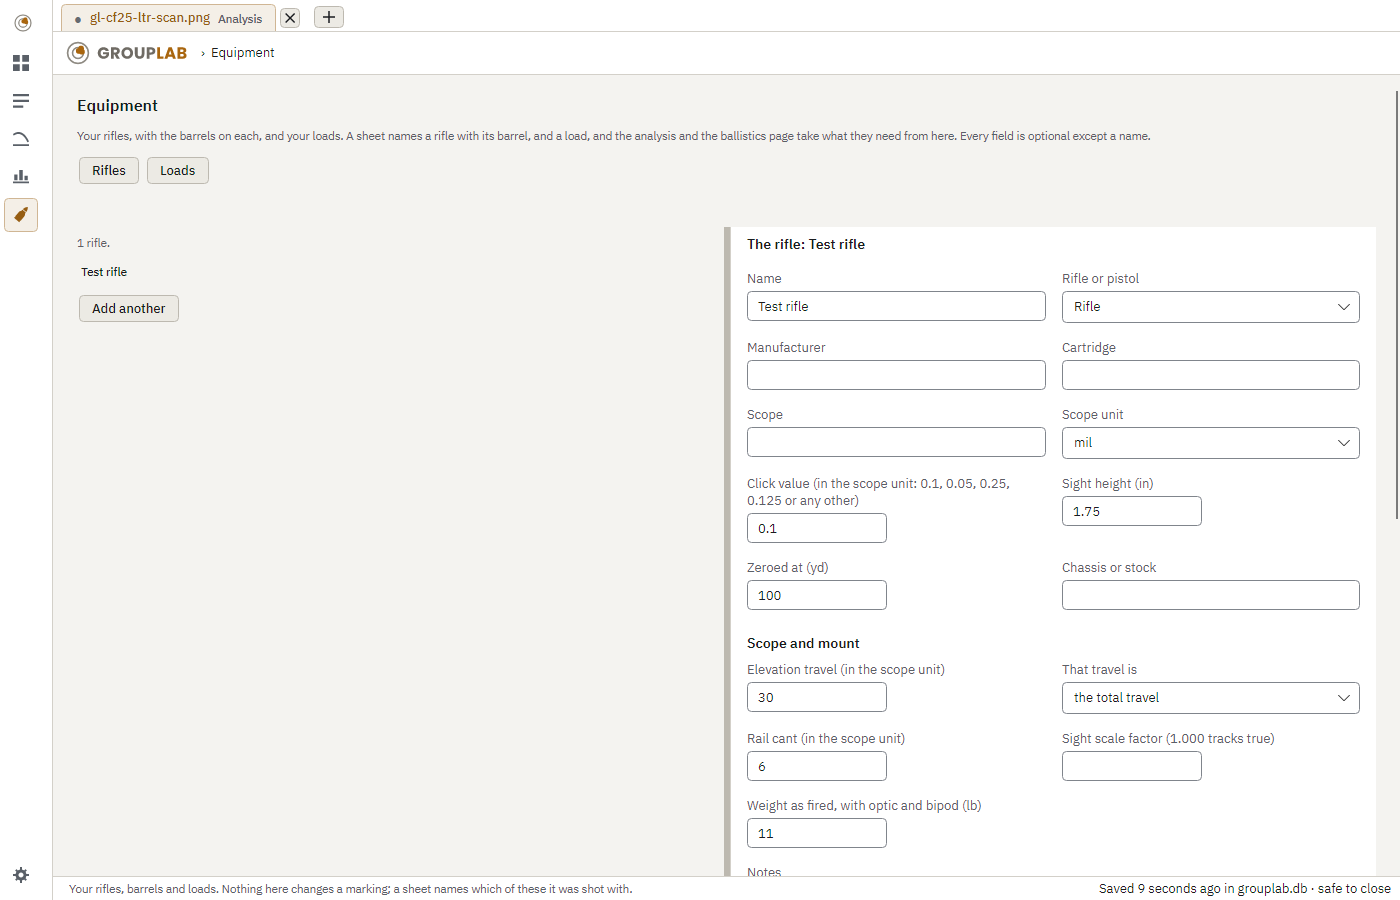 gl-cf25-ltr-scan.png Analysis
GROUPLAB › Equipment
Equipment
Your rifles, with the barrels on each, and your loads. A sheet names a rifle with its barrel, and a load, and the analysis and the ballistics page take what they need from here. Every field is optional except a name.
Rifles Loads
1 rifle.
Test rifle
Add another
The rifle: Test rifle
Name Rifle or pistol
Test rifle Rifle
Manufacturer Cartridge
Scope Scope unit
mil
Click value (in the scope unit: 0.1, 0.05, 0.25, 0.125 or any other) Sight height (in)
0.1 1.75
Zeroed at (yd) Chassis or stock
100
Scope and mount
Elevation travel (in the scope unit) That travel is
30 the total travel
Rail cant (in the scope unit) Sight scale factor (1.000 tracks true)
6
Weight as fired, with optic and bipod (lb)
11
Notes
Your rifles, barrels and loads. Nothing here changes a marking; a sheet names which of these it was shot with. Saved 9 seconds ago in grouplab.db · safe to close